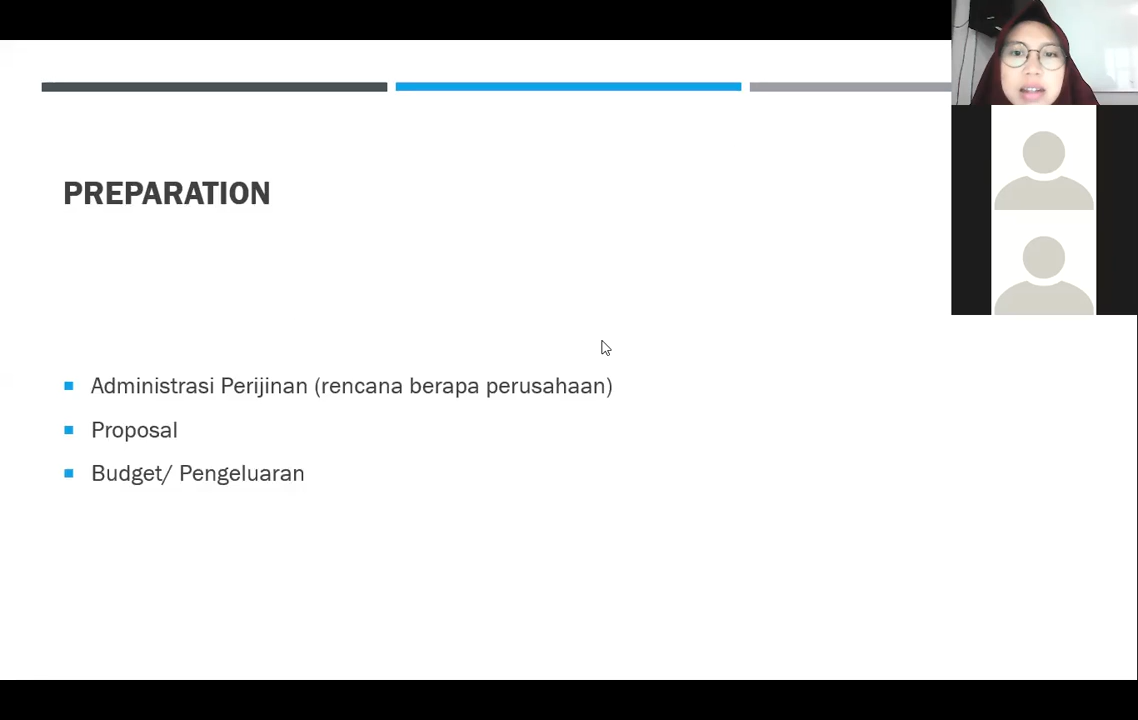 PREPARATION
Administrasi Perijinan (rencana berapa perusahaan)
Proposal
Budget/ Pengeluaran